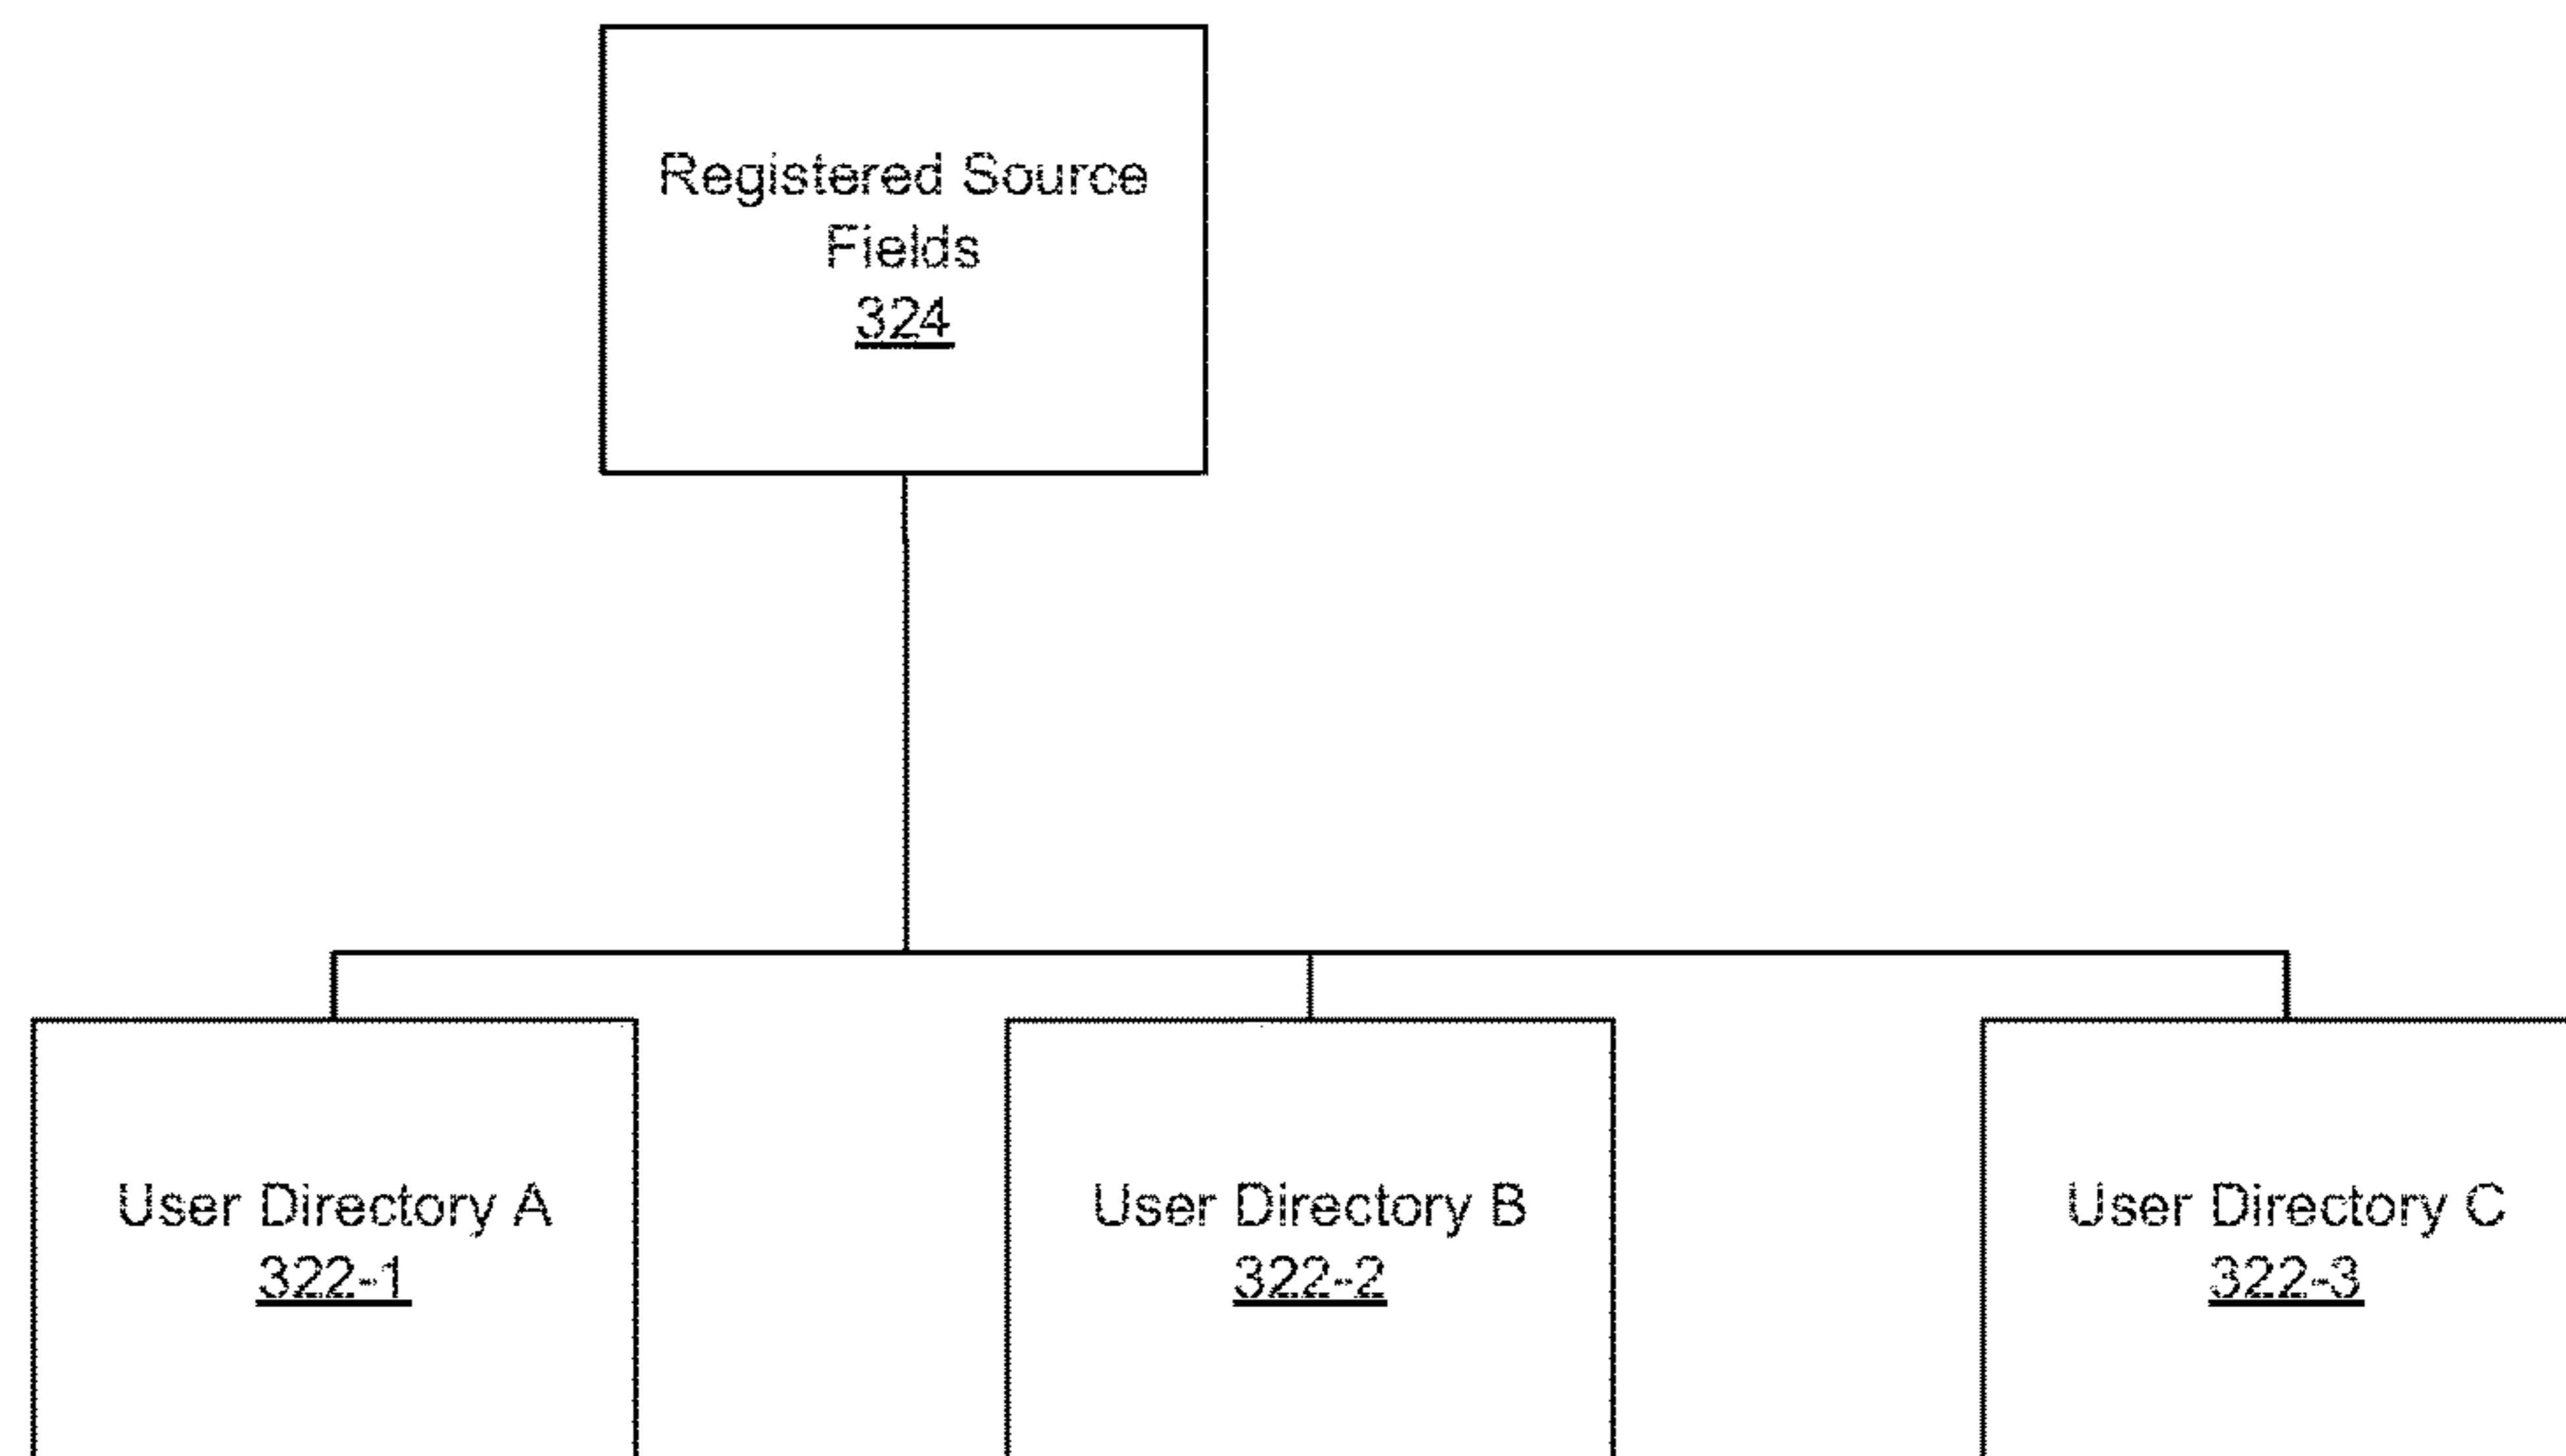 Registered Source
Fields
324
User Directory A
322-1
User Directory B
322-2
User Directory C
322-3